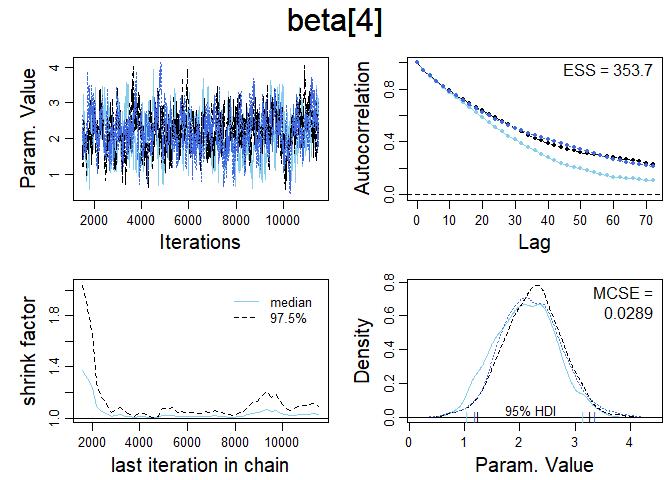 beta[4]
Param. Value
1 2 3 4
2000 4000 6000 8000 10000
Iterations
Autocorrelation
0.0 0.4 0.8
ESS = 353.7
0 10 20 30 40 50 60 70
Lag
shrink factor
1.0 1.4 1.8
median
97.5%
2000 4000 6000 8000 10000
last iteration in chain
Density
0.0 0.2 0.4 0.6 0.8
MCSE =
0.0289
95% HDI
0 1 2 3 4
Param. Value